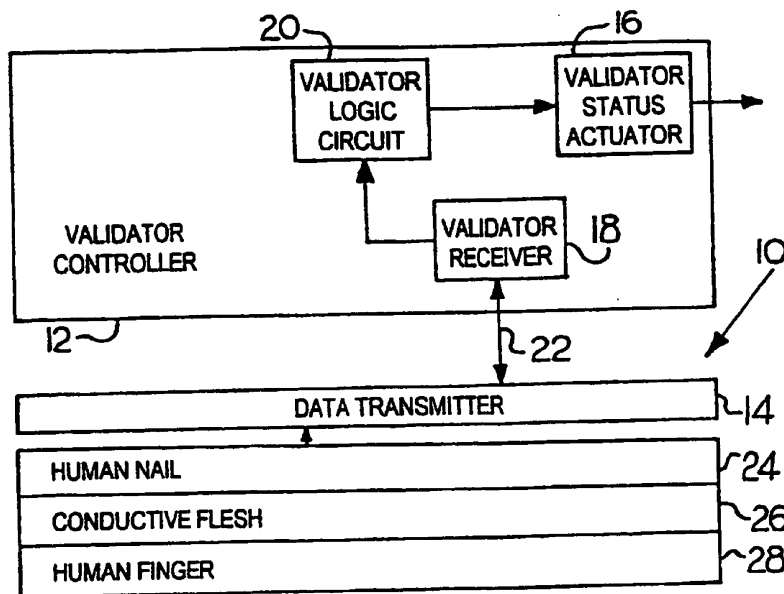 20
16
VALIDATOR
LOGIC
CIRCUIT
VALIDATOR
STATUS
ACTUATOR
VALIDATOR
CONTROLLER
VALIDATOR
RECEIVER
18
10
12
22
DATA TRANSMITTER
14
HUMAN NAIL
24
CONDUCTIVE FLESH
26
HUMAN FINGER
28